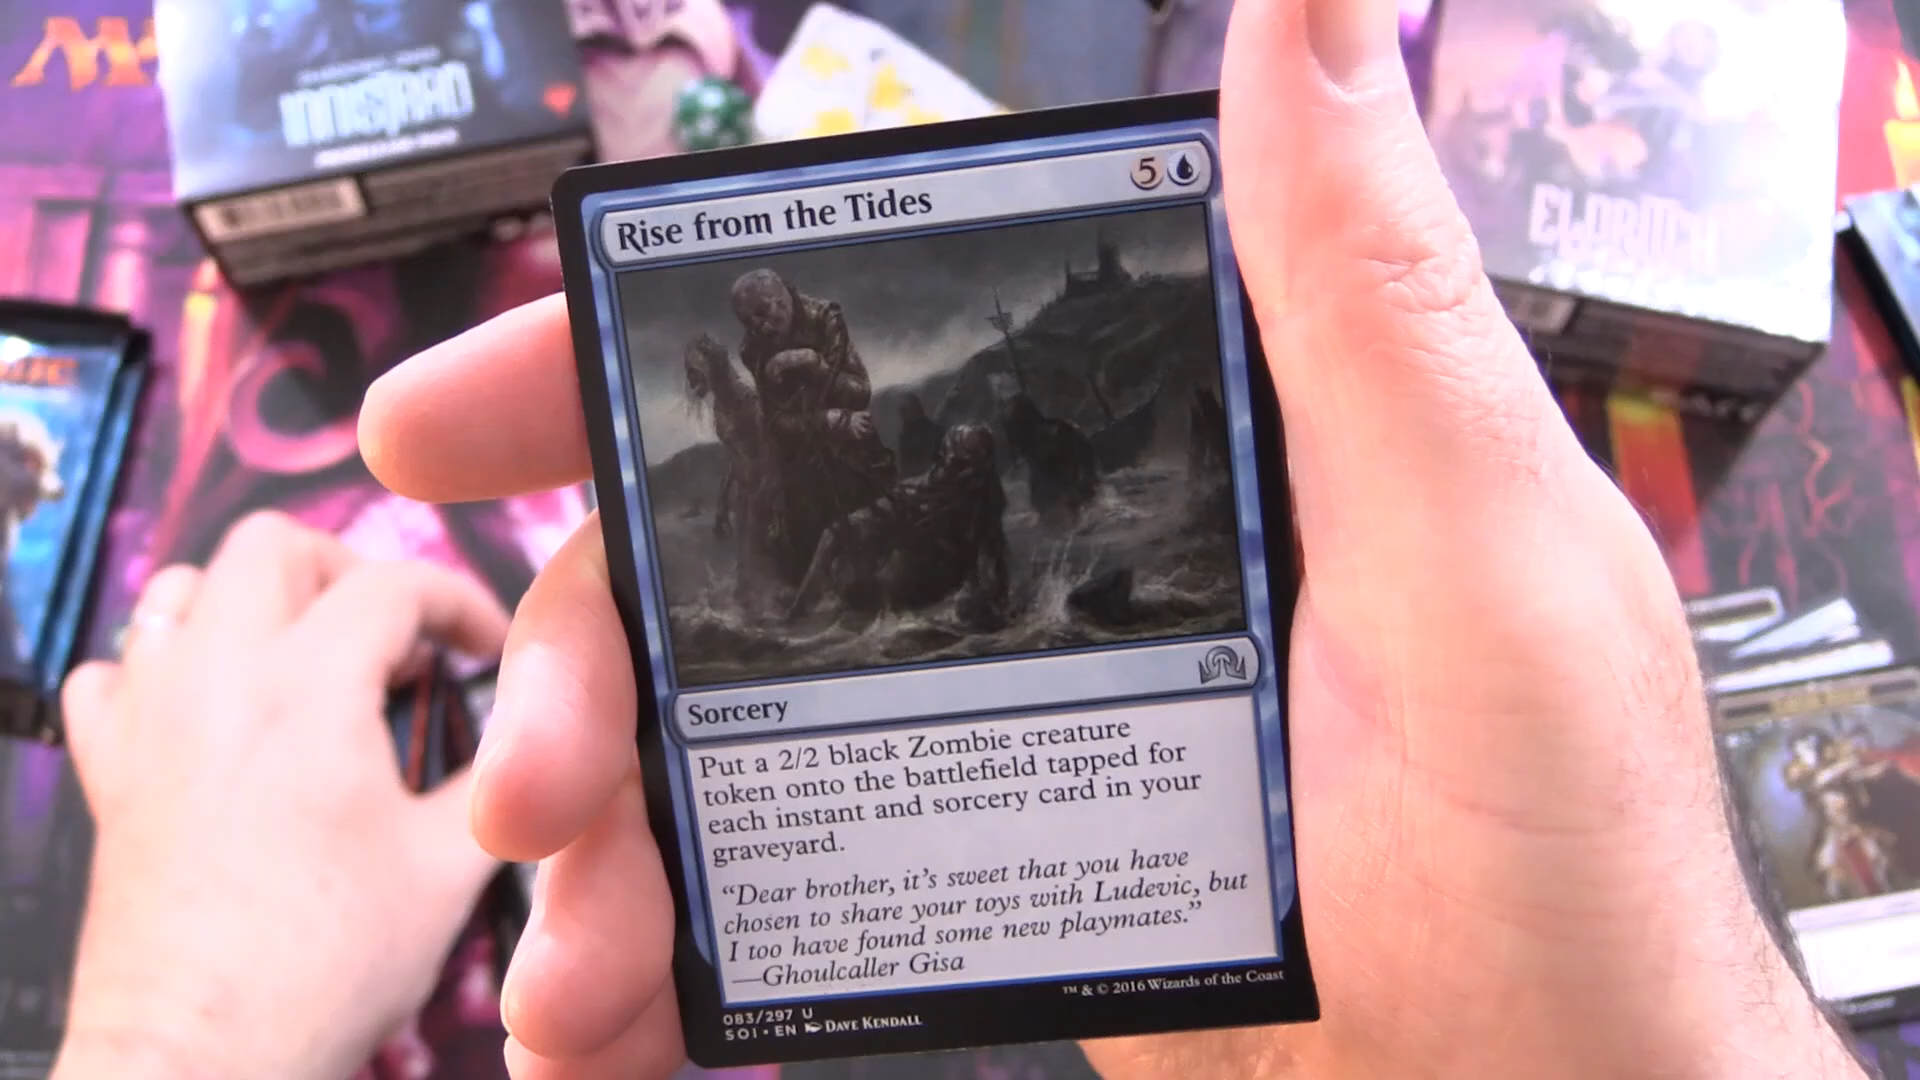 INNISTRAD
ELDRITCH
Rise from the Tides
5
Sorcery
Put a 2/2 black Zombie creature
token onto the battlefield tapped for
each instant and sorcery card in your
graveyard.
“Dear brother, it’s sweet that you have
chosen to share your toys with Ludevic, but
I too have found some new playmates.”
—Ghoulcaller Gisa
083/297 U
SOI • EN DAVE KENDALL
™ & © 2016 Wizards of the Coast